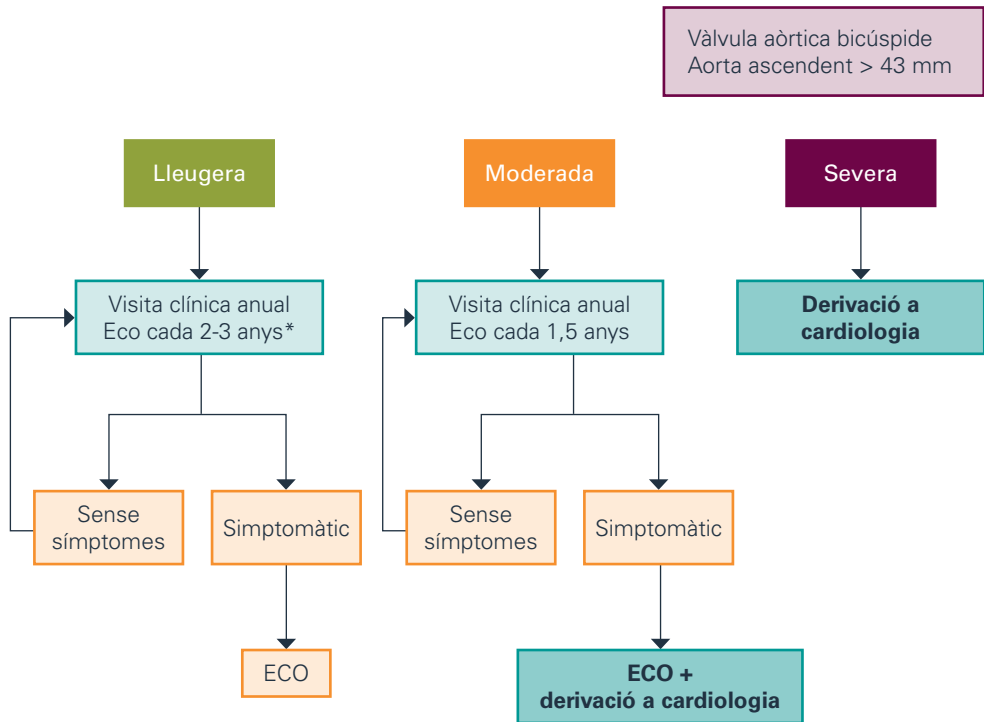 Vàlvula aòrtica bicúspide
Aorta ascendent > 43 mm
Lleugera
Moderada
Severa
Visita clínica anual
Eco cada 2-3 anys*
Visita clínica anual
Eco cada 1,5 anys
Derivació a
cardiologia
Sense
símptomes
Simptomàtic
Sense
símptomes
Simptomàtic
ECO
ECO +
derivació a cardiologia